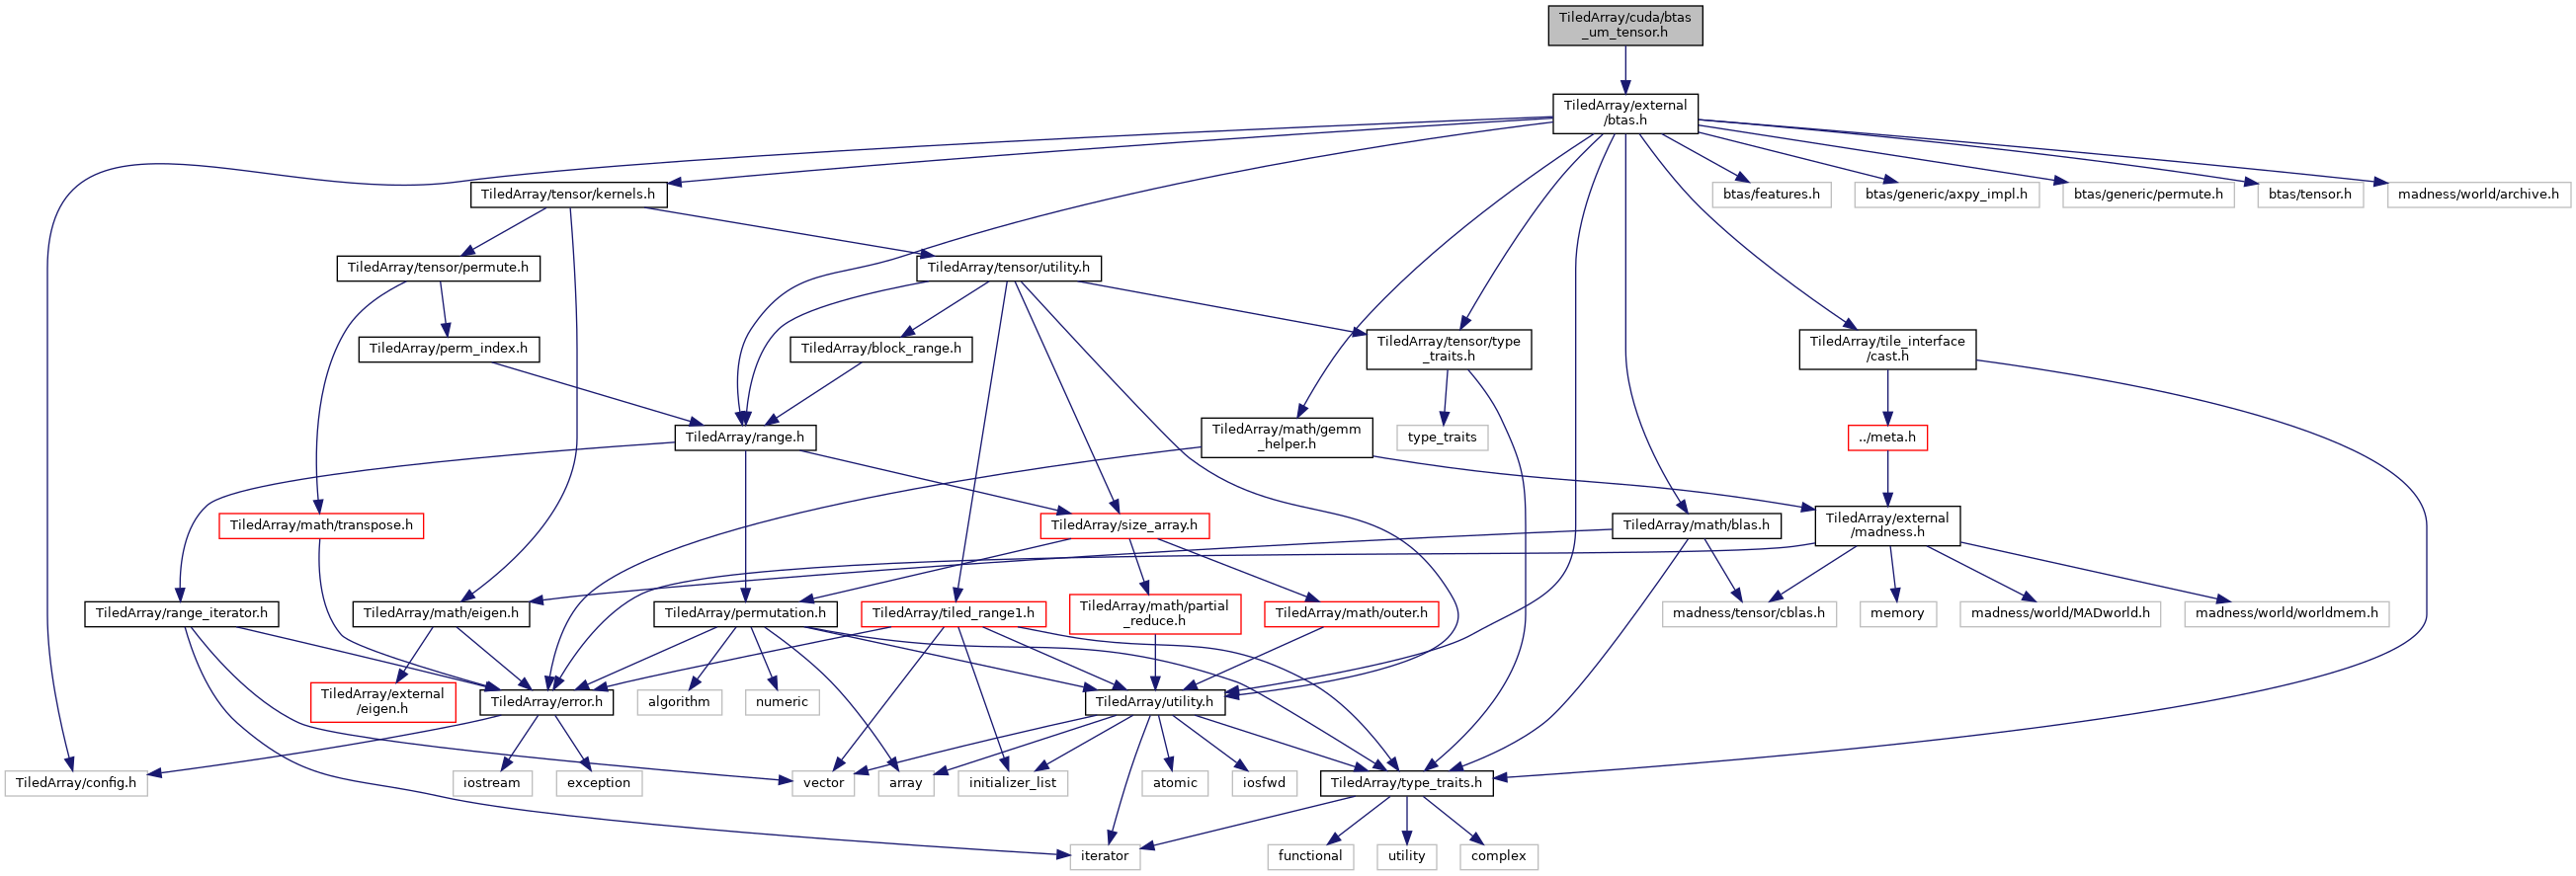 TiledArray/cuda/btas
_um_tensor.h
TiledArray/external
/btas.h
TiledArray/tensor/kernels.h
btas/features.h
btas/generic/axpy_impl.h
btas/generic/permute.h
btas/tensor.h
madness/world/archive.h
TiledArray/tensor/permute.h
TiledArray/tensor/utility.h
TiledArray/perm_index.h
TiledArray/block_range.h
TiledArray/tensor/type
_traits.h
TiledArray/tile_interface
/cast.h
TiledArray/range.h
TiledArray/math/gemm
_helper.h
type_traits
../meta.h
TiledArray/math/transpose.h
TiledArray/size_array.h
TiledArray/math/blas.h
TiledArray/external
/madness.h
TiledArray/range_iterator.h
TiledArray/math/eigen.h
TiledArray/permutation.h
TiledArray/tiled_range1.h
TiledArray/math/partial
_reduce.h
TiledArray/math/outer.h
madness/tensor/cblas.h
memory
madness/world/MADworld.h
madness/world/worldmem.h
TiledArray/external
/eigen.h
TiledArray/error.h
algorithm
numeric
TiledArray/utility.h
TiledArray/config.h
iostream
exception
vector
array
initializer_list
atomic
iosfwd
TiledArray/type_traits.h
iterator
functional
utility
complex